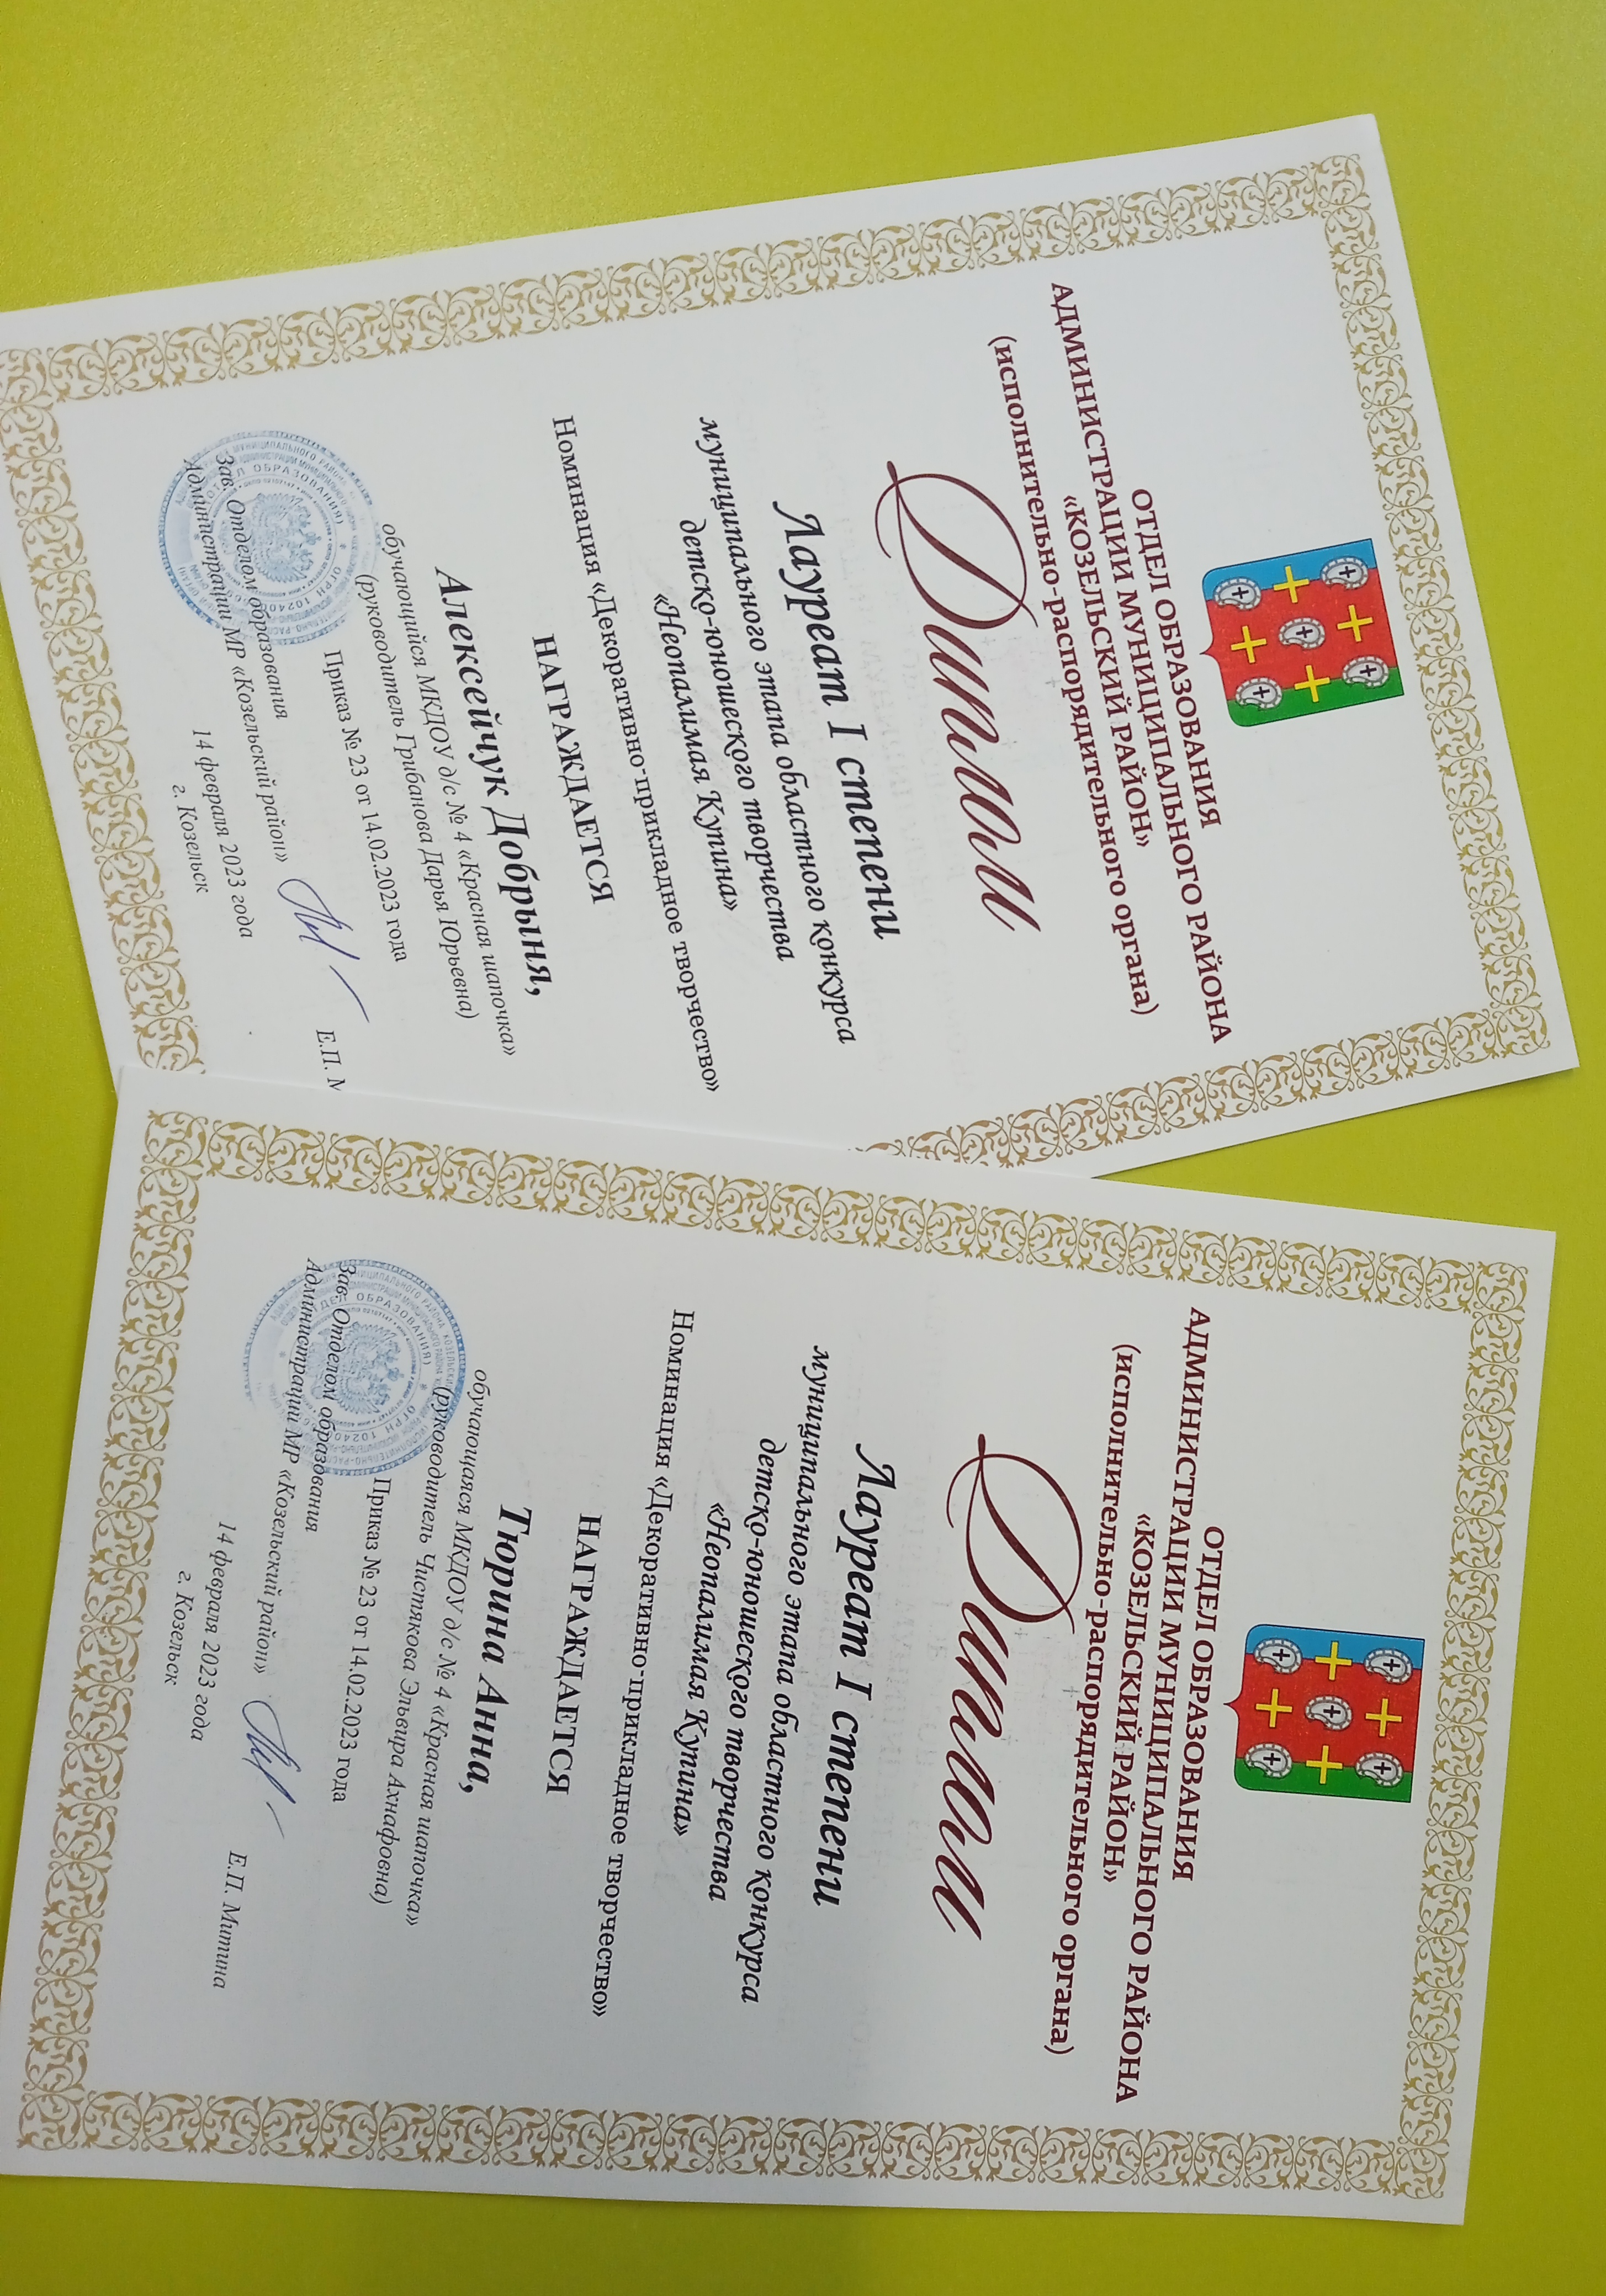 ОТДЕЛ ОБРАЗОВАНИЯ
АДМИНИСТРАЦИИ МУНИЦИПАЛЬНОГО РАЙОНА
«КОЗЕЛЬСКИЙ РАЙОН»
(исполнительно-распорядительного органа)
Диплом
Лауреат I степени
муниципального этапа областного конкурса
детско-юношеского творчества
«Неопалимая Купина»
Номинация «Декоративно-прикладное творчество»
НАГРАЖДАЕТСЯ
Алексейчук Добрыня,
обучающийся МКДОУ д/с № 4 «Красная шапочка»
(руководитель Грибанова Дарья Юрьевна)
Приказ № 23 от 14.02.2023 года
Зав. Отделом образования
Администрации МР «Козельский район»
Е.П. М
14 февраля 2023 года
г. Козельск
ОТДЕЛ ОБРАЗОВАНИЯ
АДМИНИСТРАЦИИ МУНИЦИПАЛЬНОГО РАЙОНА
«КОЗЕЛЬСКИЙ РАЙОН»
(исполнительно-распорядительного органа)
Диплом
Лауреат I степени
муниципального этапа областного конкурса
детско-юношеского творчества
«Неопалимая Купина»
Номинация «Декоративно-прикладное творчество»
НАГРАЖДАЕТСЯ
Тюрина Анна,
обучающаяся МКДОУ д/с № 4 «Красная шапочка»
(руководитель Чистякова Эльвира Ахнафовна)
Приказ № 23 от 14.02.2023 года
Зав. Отделом образования
Администрации МР «Козельский район»
Е.П. Митина
14 февраля 2023 года
г. Козельск